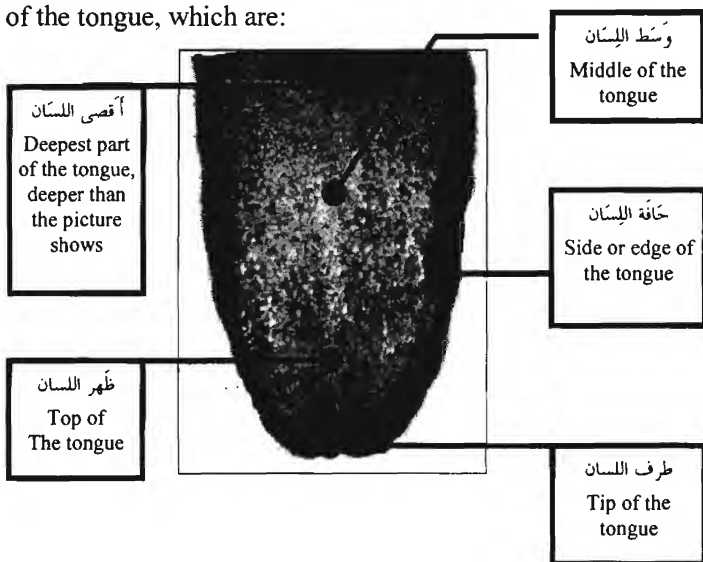 of the tongue, which are:
وَسَط اللِسَان
Middle of the
tongue
أَقصى اللسَان
Deepest part
of the tongue,
deeper than
the picture
shows
حَافَة اللِسَان
Side or edge of
the tongue
ظَهر اللسان
Top of
The tongue
طرف اللسان
Tip of the
tongue